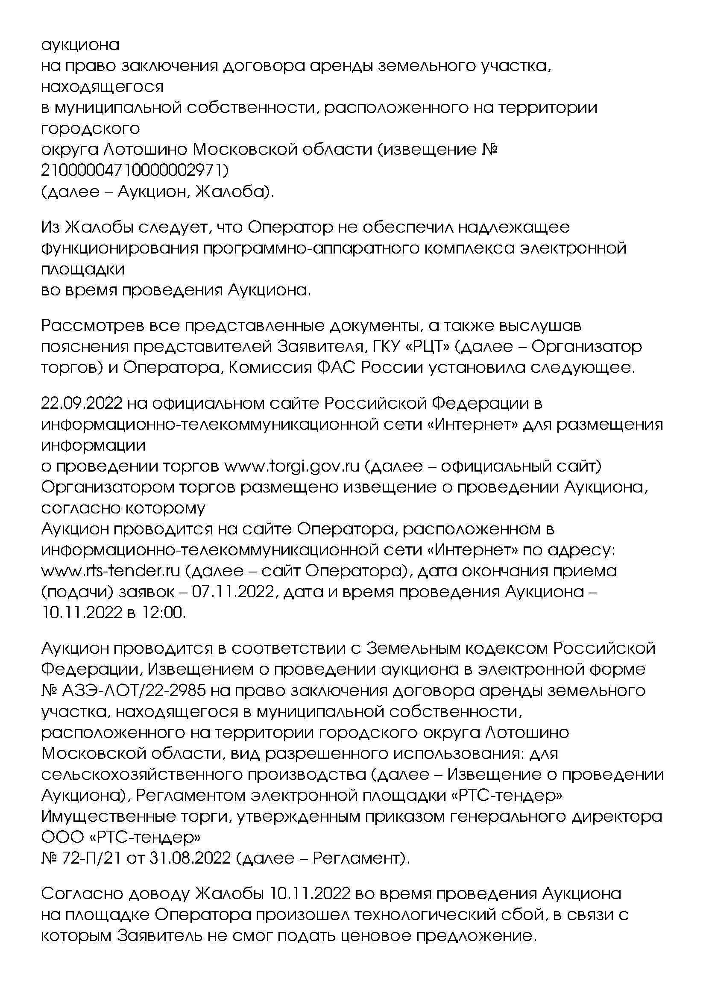 аукциона
на право заключения договора аренды земельного участка,
находящегося
в муниципальной собственности, расположенного на территории
городского
округа Лотошино Московской области (извещение №
21000004710000002971)
(далее – Аукцион, Жалоба).
Из Жалобы следует, что Оператор не обеспечил надлежащее
функционирования программно-аппаратного комплекса электронной
площадки
во время проведения Аукциона.
Рассмотрев все представленные документы, а также выслушав
пояснения представителей Заявителя, ГКУ «РЦТ» (далее – Организатор
торгов) и Оператора, Комиссия ФАС России установила следующее.
22.09.2022 на официальном сайте Российской Федерации в
информационно-телекоммуникационной сети «Интернет» для размещения
информации
о проведении торгов www.torgi.gov.ru (далее – официальный сайт)
Организатором торгов размещено извещение о проведении Аукциона,
согласно которому
Аукцион проводится на сайте Оператора, расположенном в
информационно-телекоммуникационной сети «Интернет» по адресу:
www.rts-tender.ru (далее – сайт Оператора), дата окончания приема
(подачи) заявок – 07.11.2022, дата и время проведения Аукциона –
10.11.2022 в 12:00.
Аукцион проводится в соответствии с Земельным кодексом Российской
Федерации, Извещением о проведении аукциона в электронной форме
№ АЗЭ-ЛОТ/22-2985 на право заключения договора аренды земельного
участка, находящегося в муниципальной собственности,
расположенного на территории городского округа Лотошино
Московской области, вид разрешенного использования: для
сельскохозяйственного производства (далее – Извещение о проведении
Аукциона), Регламентом электронной площадки «РТС-тендер»
Имущественные торги, утвержденным приказом генерального директора
ООО «РТС-тендер»
№ 72-П/21 от 31.08.2022 (далее – Регламент).
Согласно доводу Жалобы 10.11.2022 во время проведения Аукциона
на площадке Оператора произошел технологический сбой, в связи с
которым Заявитель не смог подать ценовое предложение.